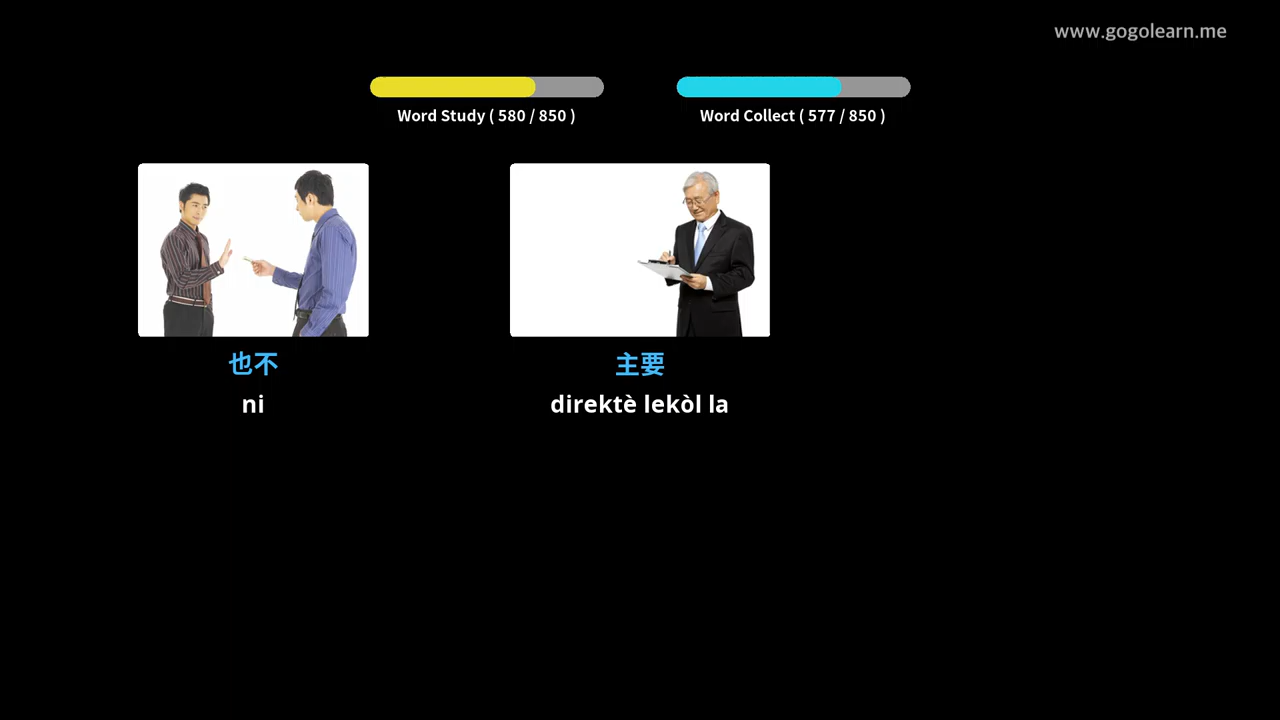 www.gogolearn.me
Word Study ( 580 / 850 )
Word Collect ( 577 / 850 )
也不
ni
主要
direktè lekòl la